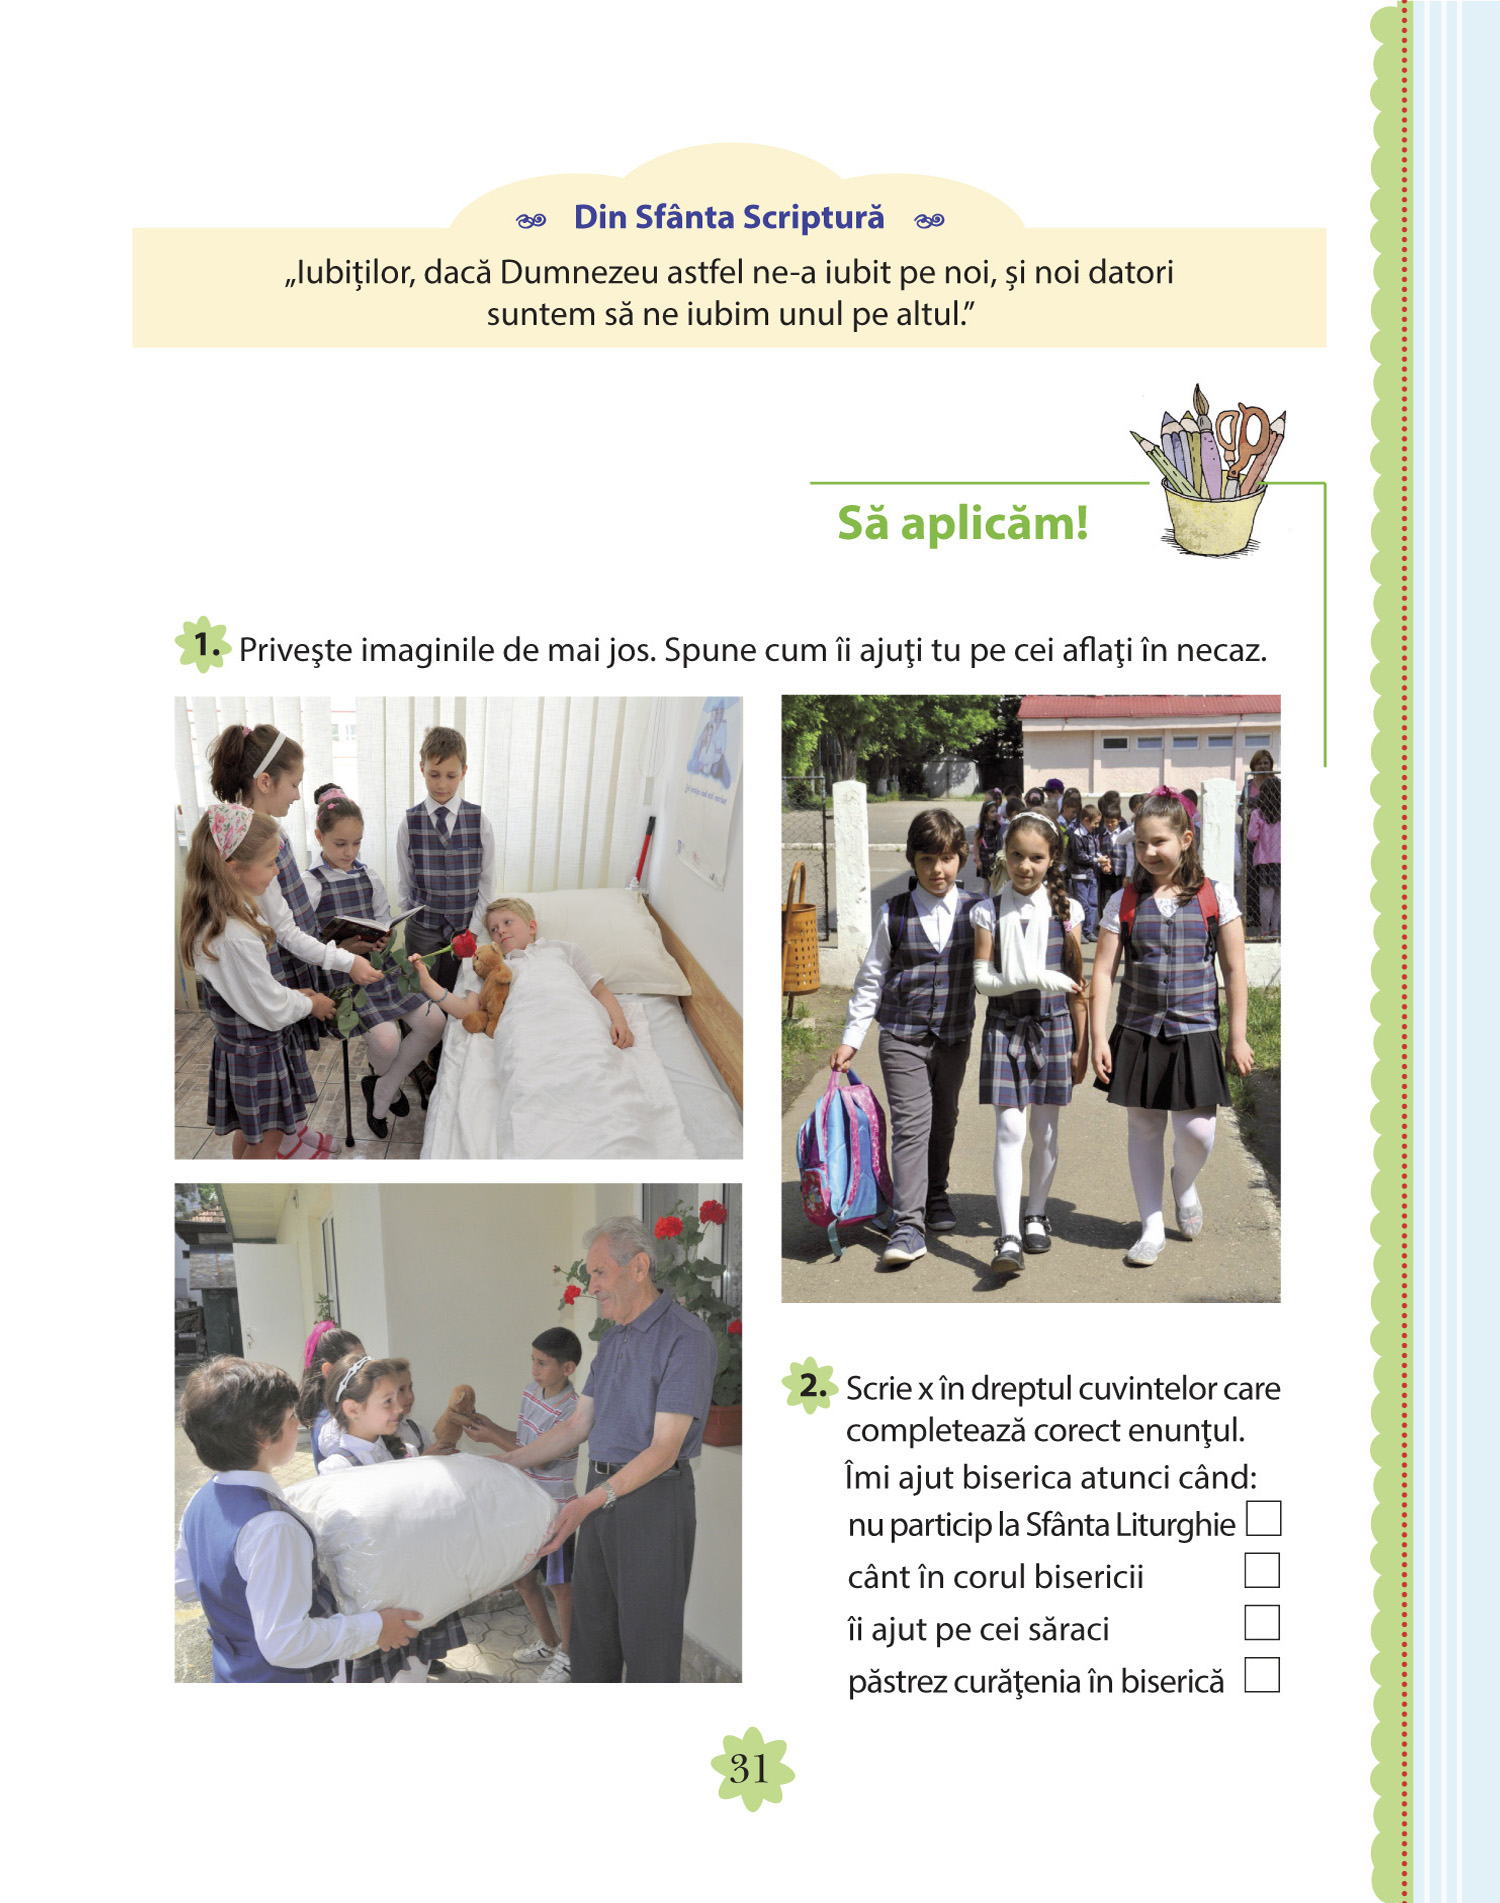 Din Sfânta Scriptură
„Iubiților, dacă Dumnezeu astfel ne-a iubit pe noi, și noi datori
suntem să ne iubim unul pe altul.”
Să aplicăm!
1. Priveşte imaginile de mai jos. Spune cum îi ajuţi tu pe cei aflaţi în necaz.
2. Scrie x în dreptul cuvintelor care
completează corect enunţul.
Îmi ajut biserica atunci când:
nu particip la Sfânta Liturghie
cânt în corul bisericii
îi ajut pe cei săraci
păstrez curăţenia în biserică
31